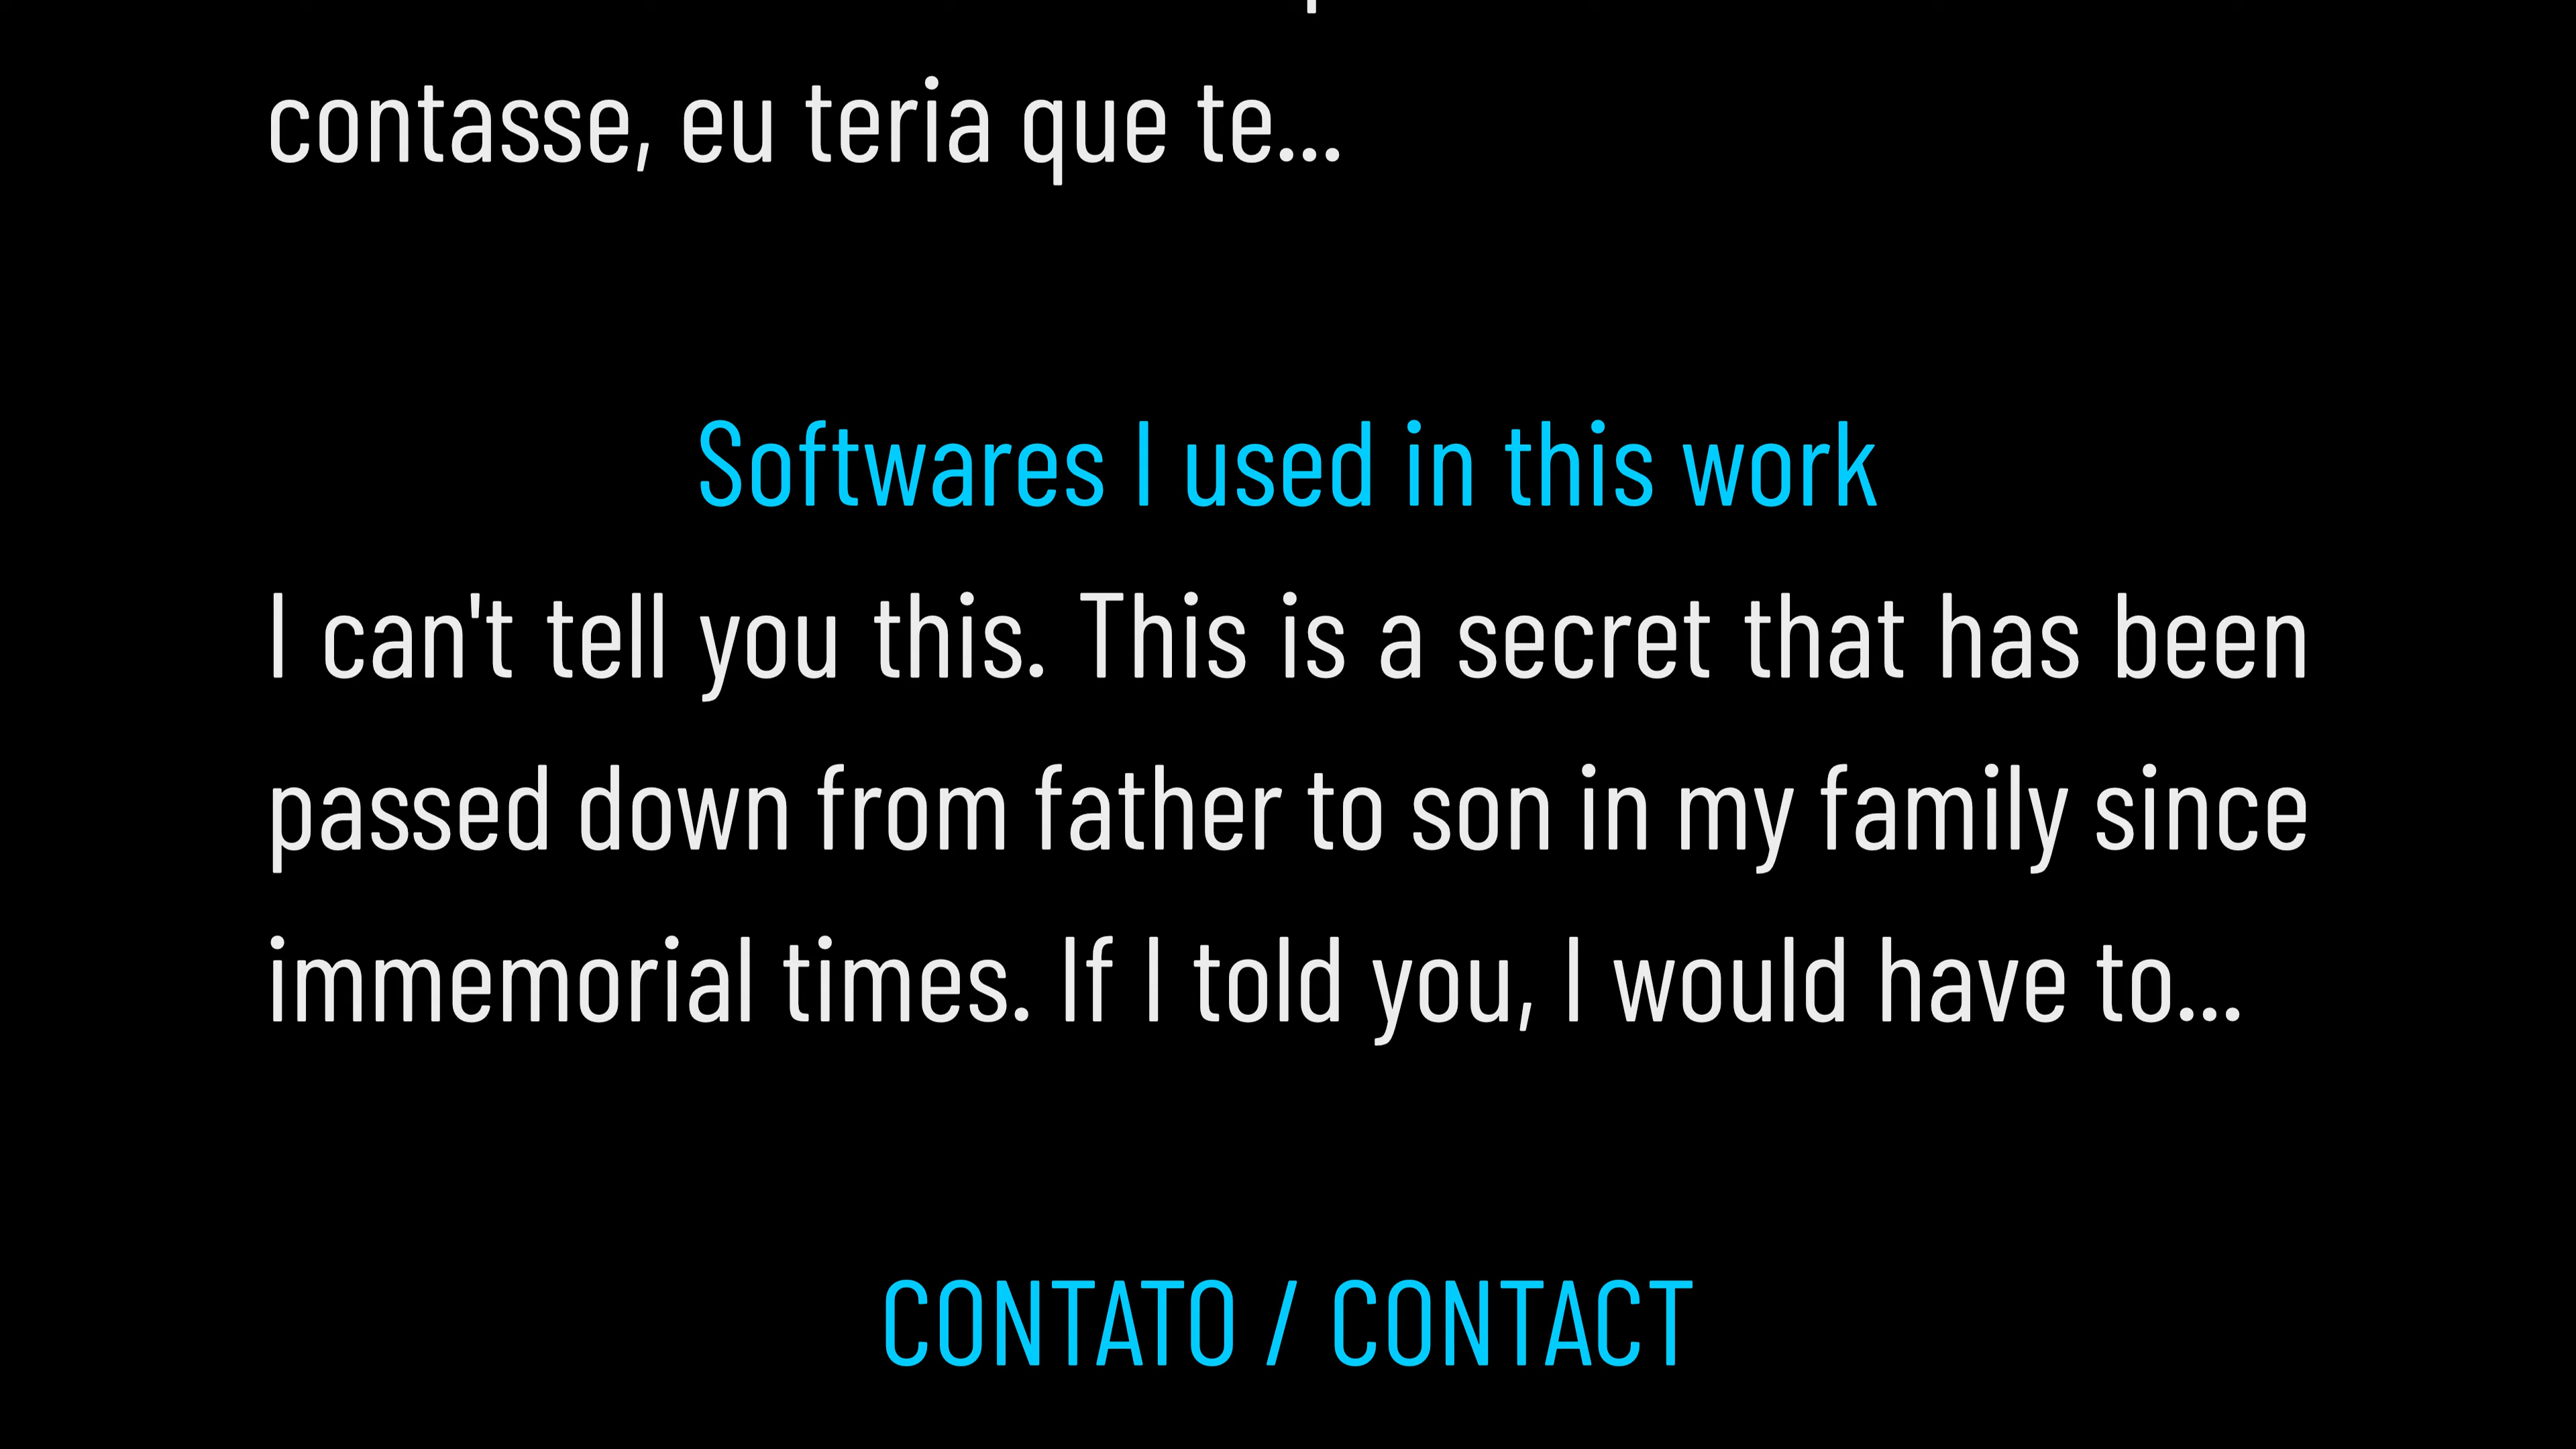 contasse, eu teria que te...
Softwares I used in this work
I can't tell you this. This is a secret that has been
passed down from father to son in my family since
immemorial times. If I told you, I would have to...
CONTATO / CONTACT